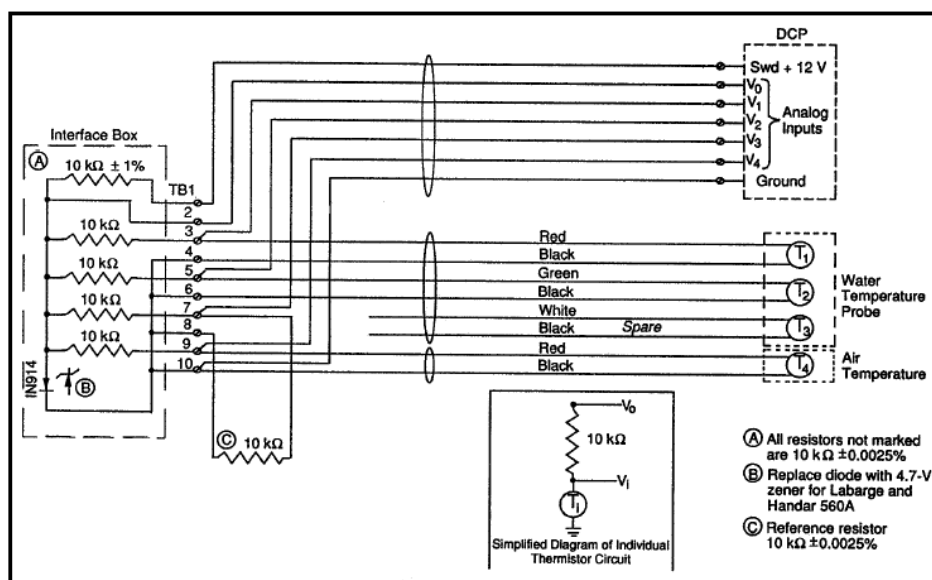 DCP
Swd + 12 V
V0
V1
V2
V3
V4
Analog
Inputs
Ground
Interface Box
A
10 kΩ ± 1%
TB1
2
3
10 kΩ
4
10 kΩ
5
6
10 kΩ
7
8
10 kΩ
9
10
IN914
B
C 10 kΩ
Red
Black
Green
Black
White
Black Spare
Red
Black
T1
T2
T3
T4
Water
Temperature
Probe
Air
Temperature
Vo
10 kΩ
Vi
Ti
Simplified Diagram of Individual
Thermistor Circuit
A All resistors not marked
are 10 kΩ ±0.0025%
B Replace diode with 4.7-V
zener for Labarge and
Handar 560A
C Reference resistor
10 kΩ ±0.0025%